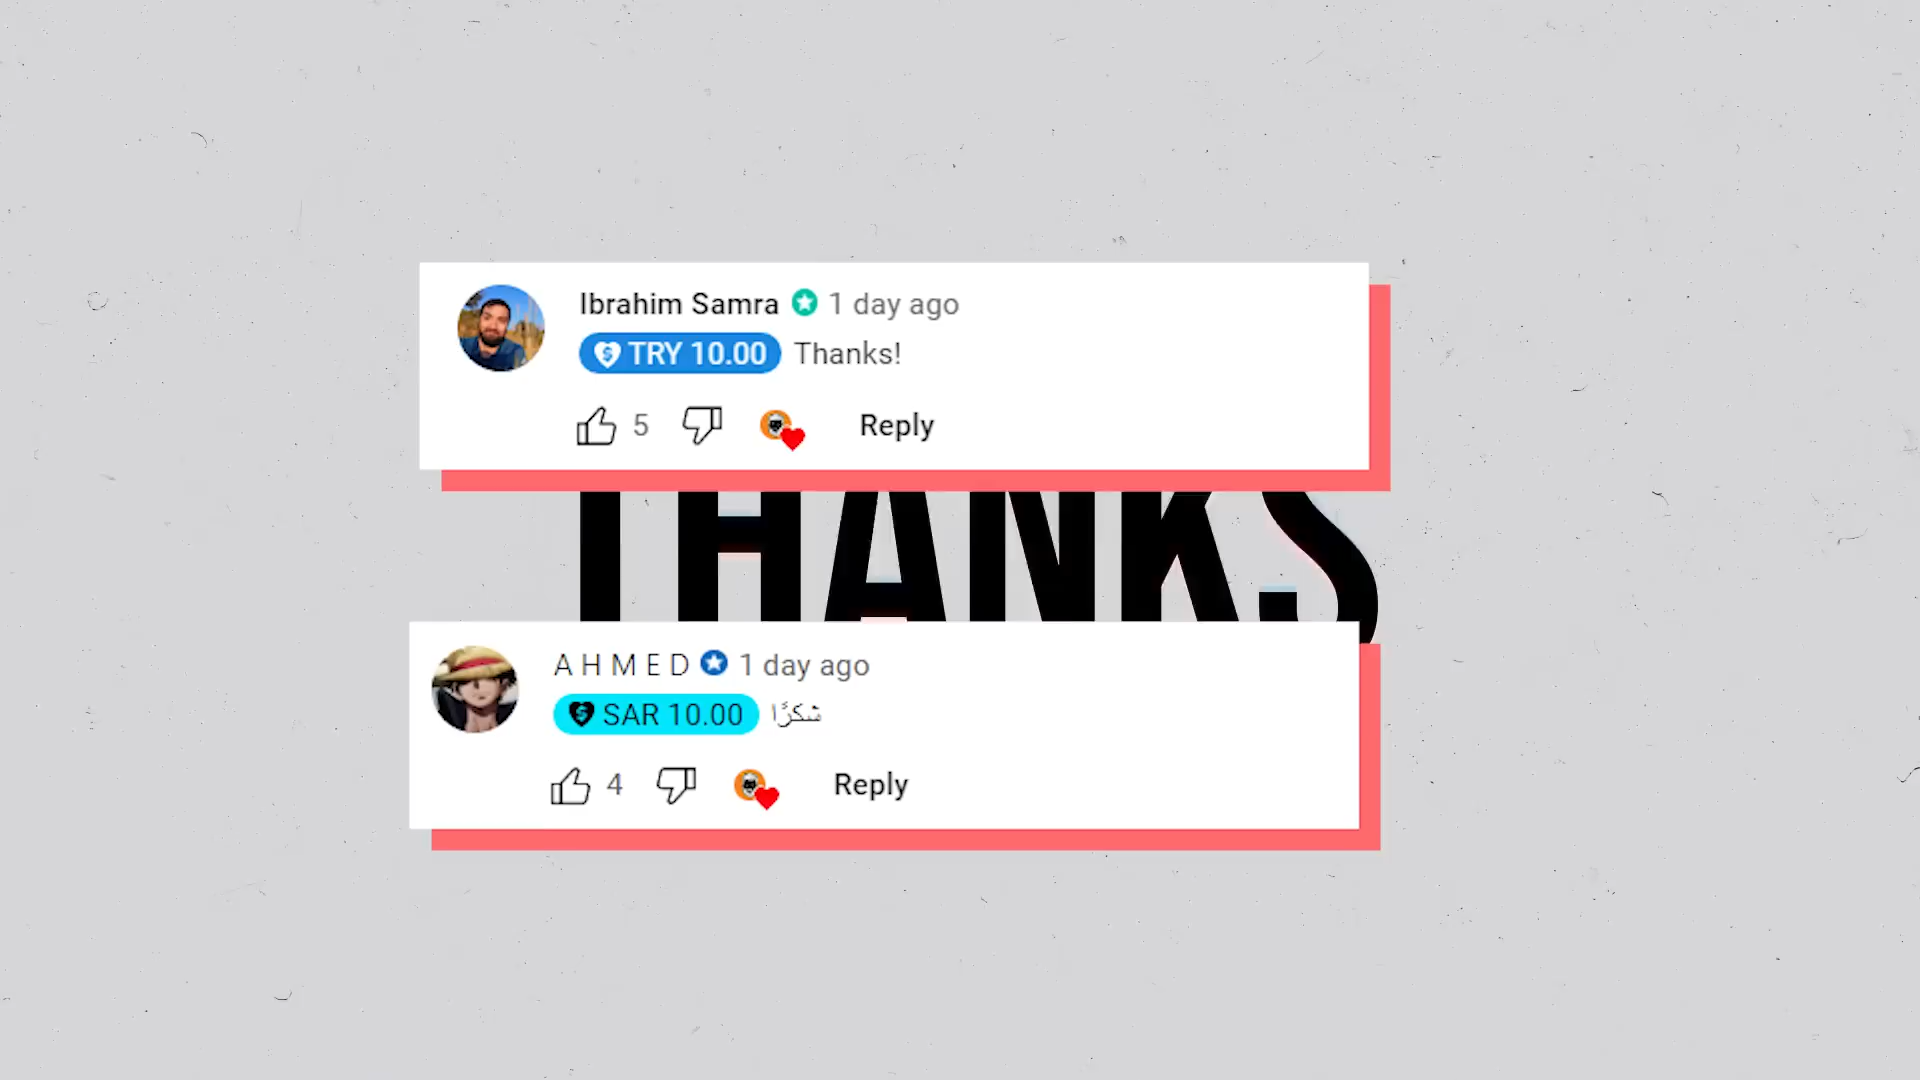 Ibrahim Samra 1 day ago
TRY 10.00 Thanks!
5 Reply
THANKS
A H M E D 1 day ago
SAR 10.00 شكرًا
4 Reply